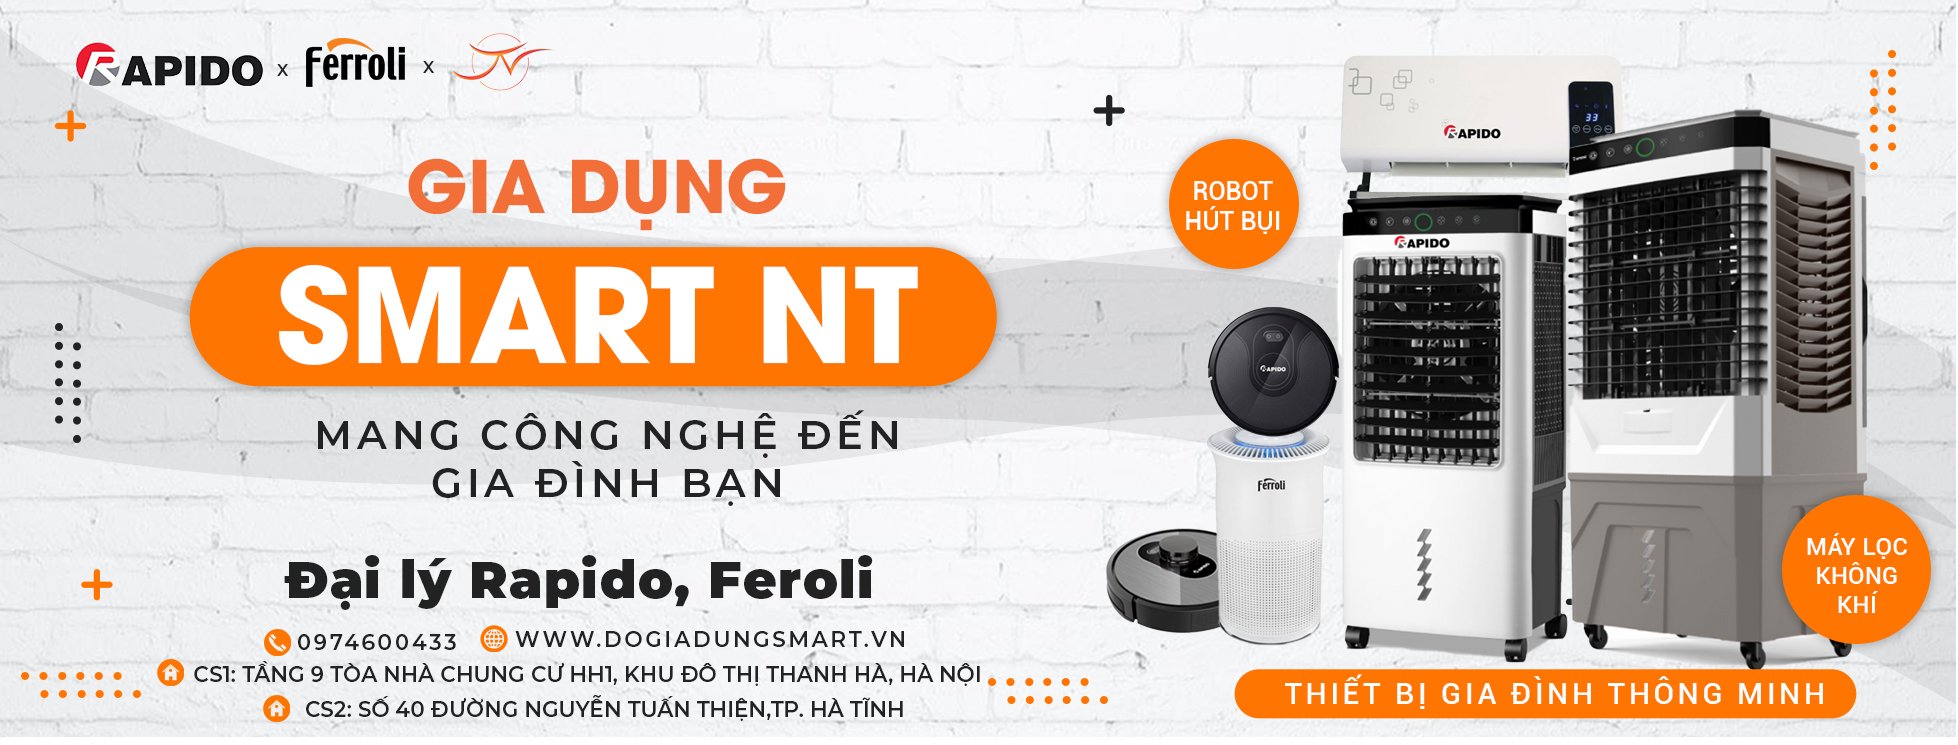 RAPIDO x Ferroli x
GIA DỤNG
SMART NT
MANG CÔNG NGHỆ ĐẾN
GIA ĐÌNH BẠN
Đại lý Rapido, Feroli
0974600433 WWW.DOGIADUNGSMART.VN
CS1: TẦNG 9 TÒA NHÀ CHUNG CƯ HH1, KHU ĐÔ THỊ THANH HÀ, HÀ NỘI
CS2: SỐ 40 ĐƯỜNG NGUYỄN TUẤN THIỆN,TP. HÀ TĨNH
ROBOT
HÚT BỤI
RAPIDO
33
RAPIDO
RAPIDO
Ferroli
MÁY LỌC
KHÔNG
KHÍ
THIẾT BỊ GIA ĐÌNH THÔNG MINH